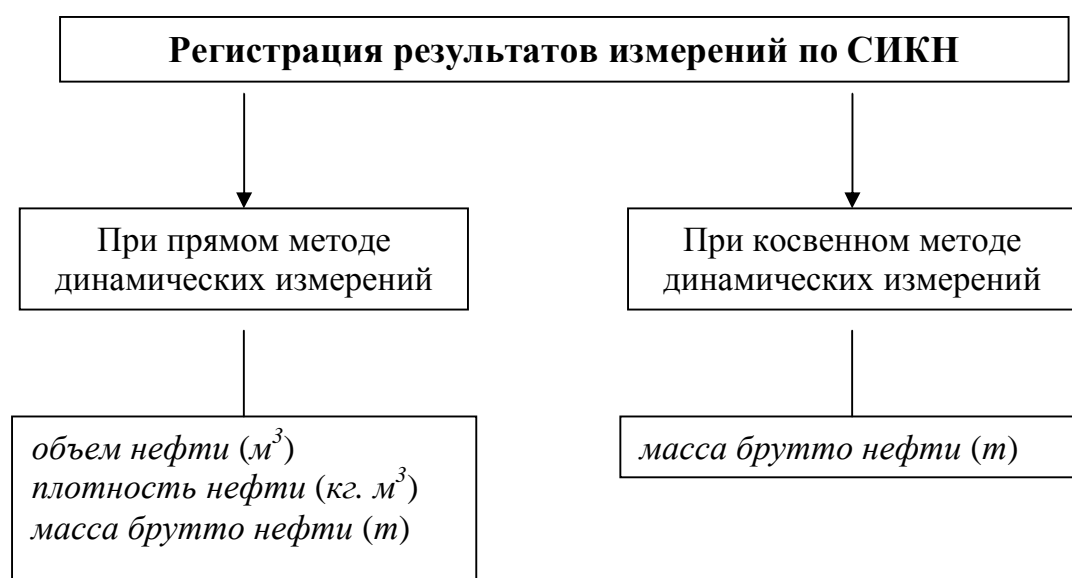 Регистрация результатов измерений по СИКН
При прямом методе
динамических измерений
При косвенном методе
динамических измерений
объем нефти (м³)
плотность нефти (кг. м³)
масса брутто нефти (т)
масса брутто нефти (т)